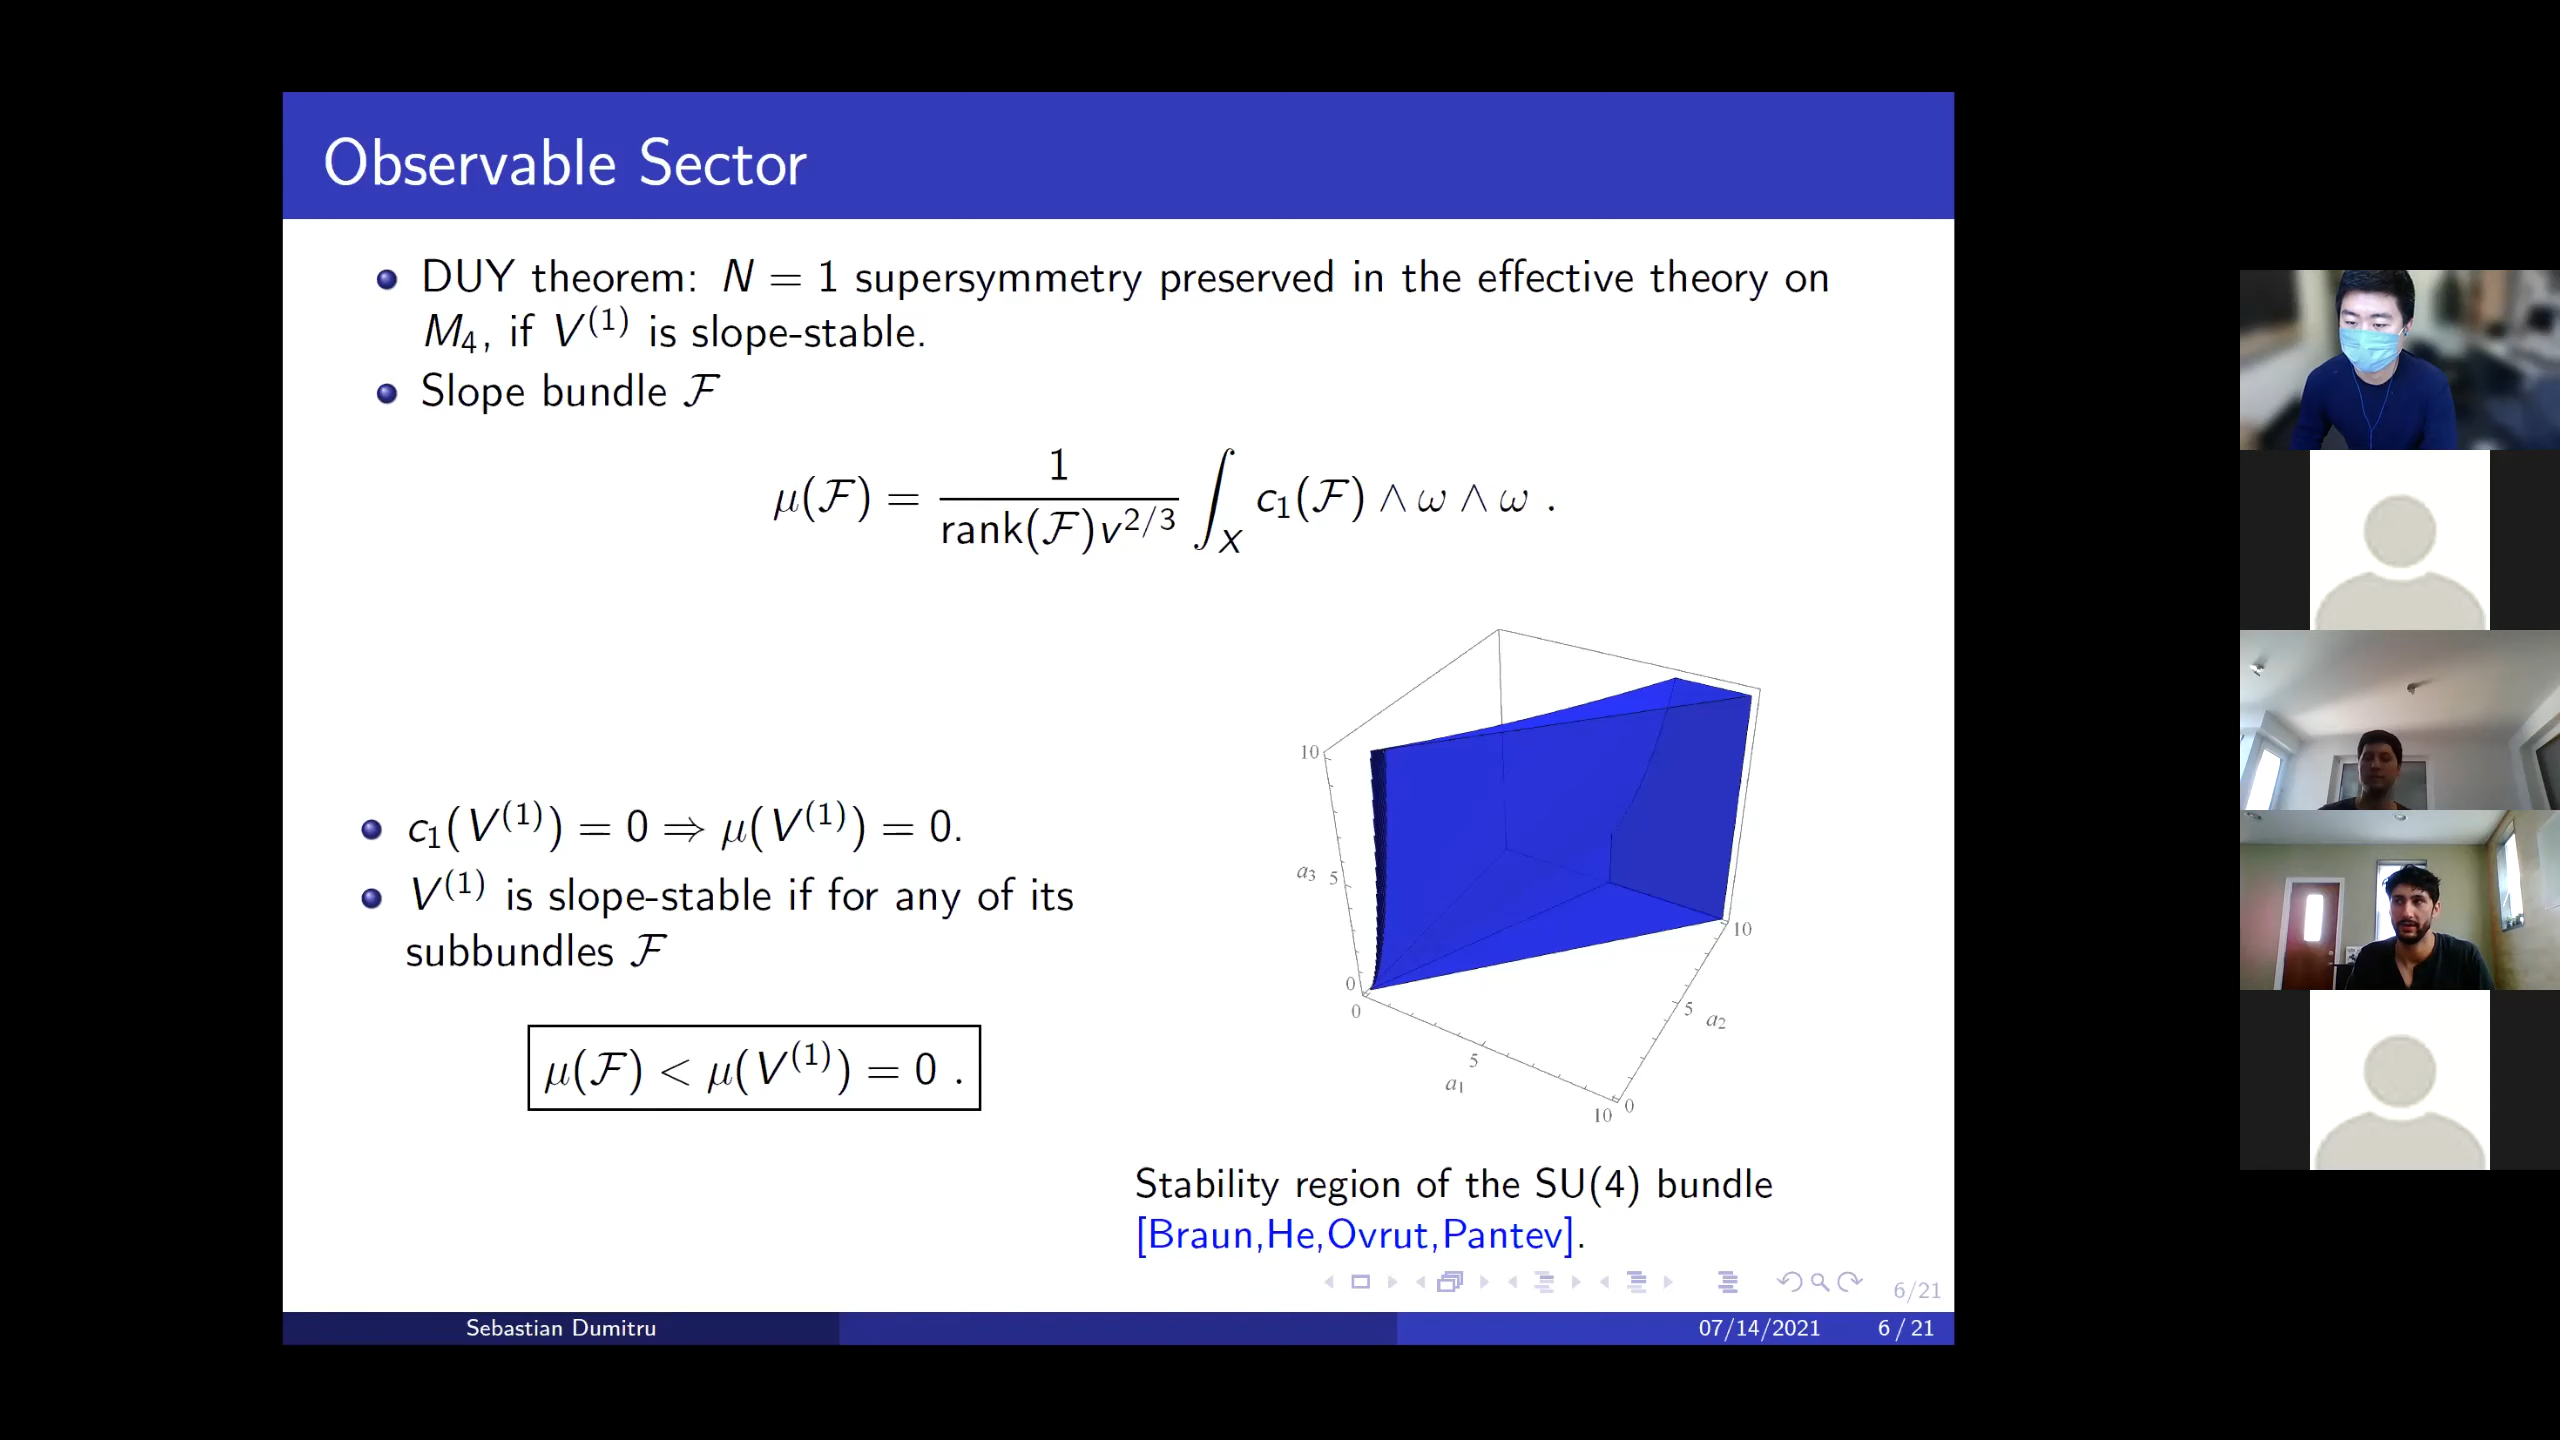 Observable Sector
DUY theorem: N = 1 supersymmetry preserved in the effective theory on
M₄, if V⁽¹⁾ is slope-stable.
Slope bundle ℱ
μ(ℱ) = 1 / (rank(ℱ)v^{2/3}) ∫_X c₁(ℱ) ∧ ω ∧ ω .
c₁(V⁽¹⁾) = 0 ⇒ μ(V⁽¹⁾) = 0.
V⁽¹⁾ is slope-stable if for any of its
subbundles ℱ
μ(ℱ) < μ(V⁽¹⁾) = 0 .
10
a₃ 5
0
0
5
a₁
10
0
5 a₂
10
Stability region of the SU(4) bundle
[Braun,He,Ovrut,Pantev].
6/21
Sebastian Dumitru 07/14/2021 6 / 21